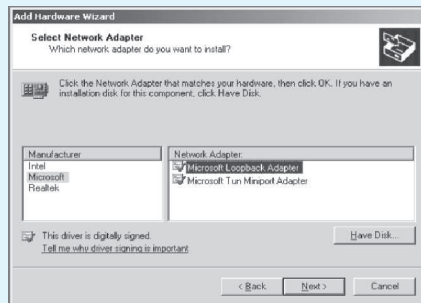 Add Hardware Wizard
Select Network Adapter
Which network adapter do you want to install?
Click the Network Adapter that matches your hardware, then click OK. If you have an
installation disk for this component, click Have Disk.
Manufacturer
Intel
Microsoft
Realtek
Network Adapter:
Microsoft Loopback Adapter
Microsoft Tun Miniport Adapter
This driver is digitally signed.
Tell me why driver signing is important
Have Disk...
< Back
Next >
Cancel